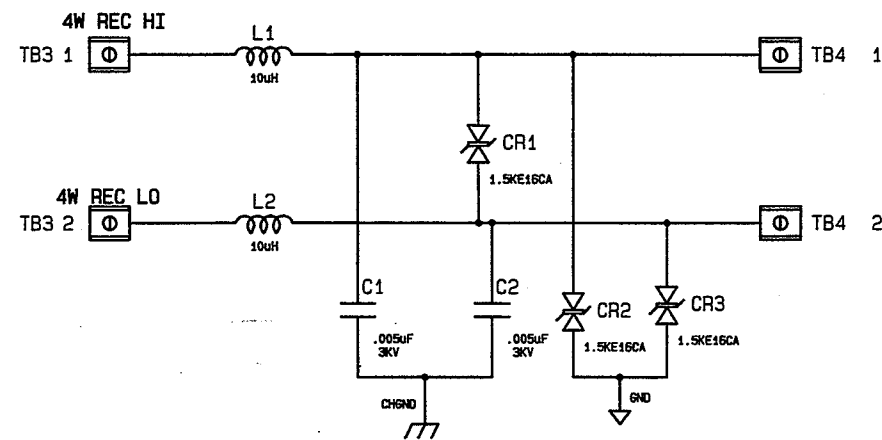 4W REC HI
TB3 1
L1
10uH
TB4 1
CR1
1.5KE16CA
4W REC LO
TB3 2
L2
10uH
TB4 2
C1
.005uF
3KV
C2
.005uF
3KV
CR2
1.5KE16CA
CR3
1.5KE16CA
CHGND
GND